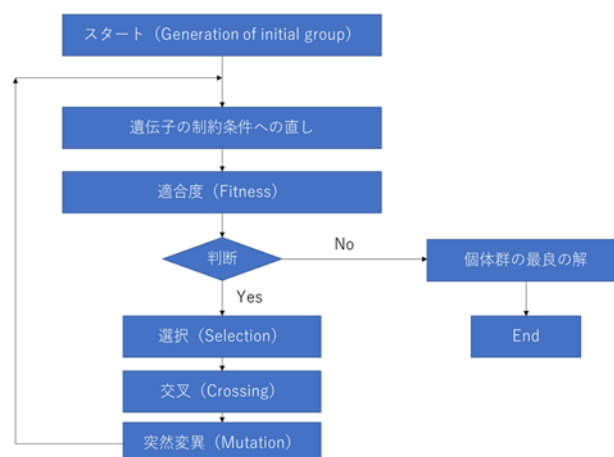 スタート（Generation of initial group）
遺伝子の制約条件への直し
適合度（Fitness）
判断
No
個体群の最良の解
Yes
選択（Selection）
End
交叉（Crossing）
突然変異（Mutation）